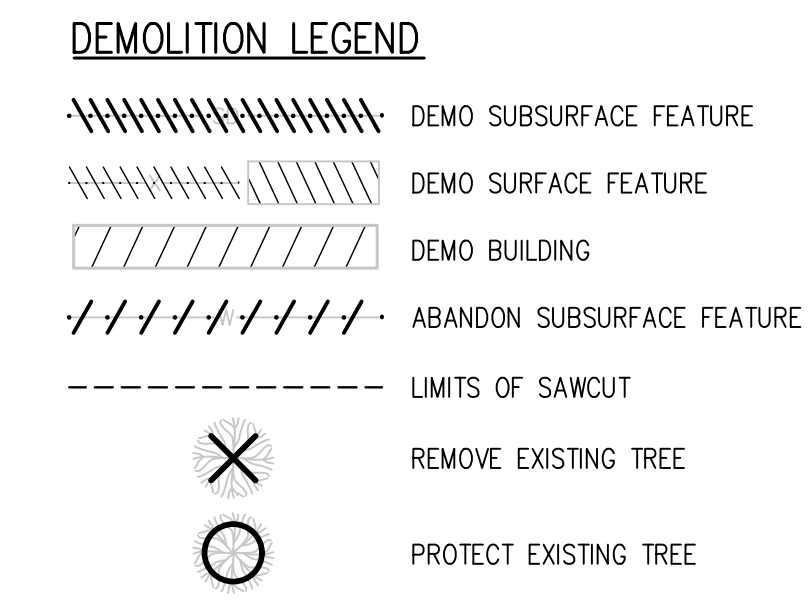 DEMOLITION LEGEND
SD
DEMO SUBSURFACE FEATURE
X
DEMO SURFACE FEATURE
DEMO BUILDING
W
ABANDON SUBSURFACE FEATURE
LIMITS OF SAWCUT
REMOVE EXISTING TREE
PROTECT EXISTING TREE